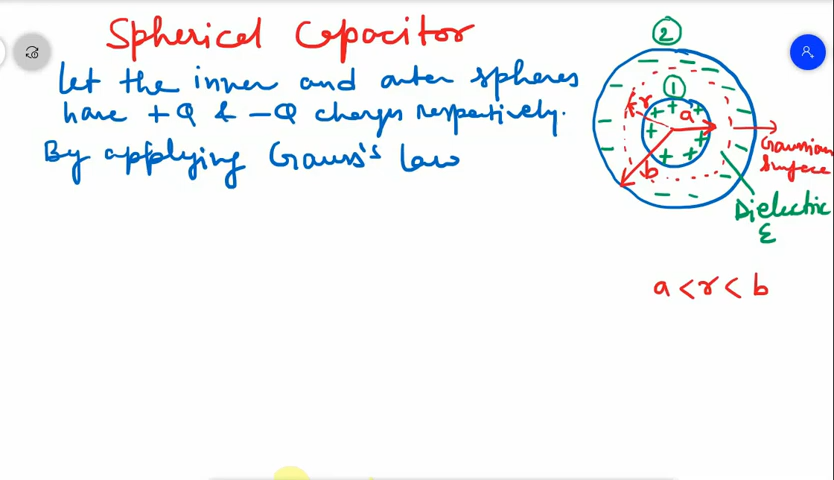 Spherical Capacitor
Let the inner and outer spheres
have +Q & -Q charges respectively.
By applying Gauss's law
2
1
r
a
b
Gaussian
Surface
Dielectric
ε
a < r < b